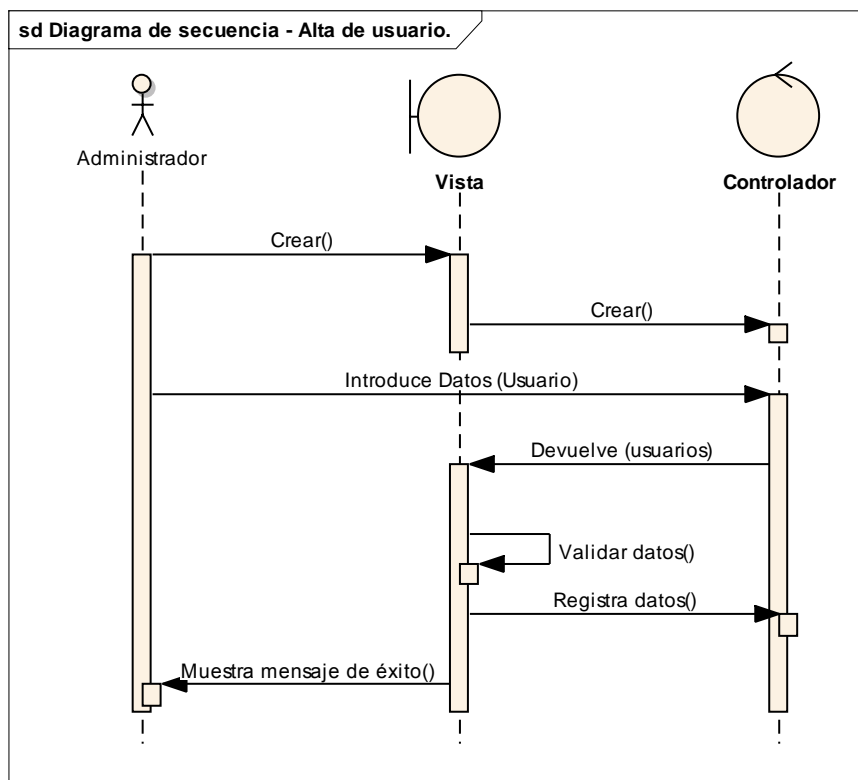 sd Diagrama de secuencia - Alta de usuario.
Administrador
Vista
Controlador
Crear()
Crear()
Introduce Datos (Usuario)
Devuelve (usuarios)
Validar datos()
Registra datos()
Muestra mensaje de éxito()